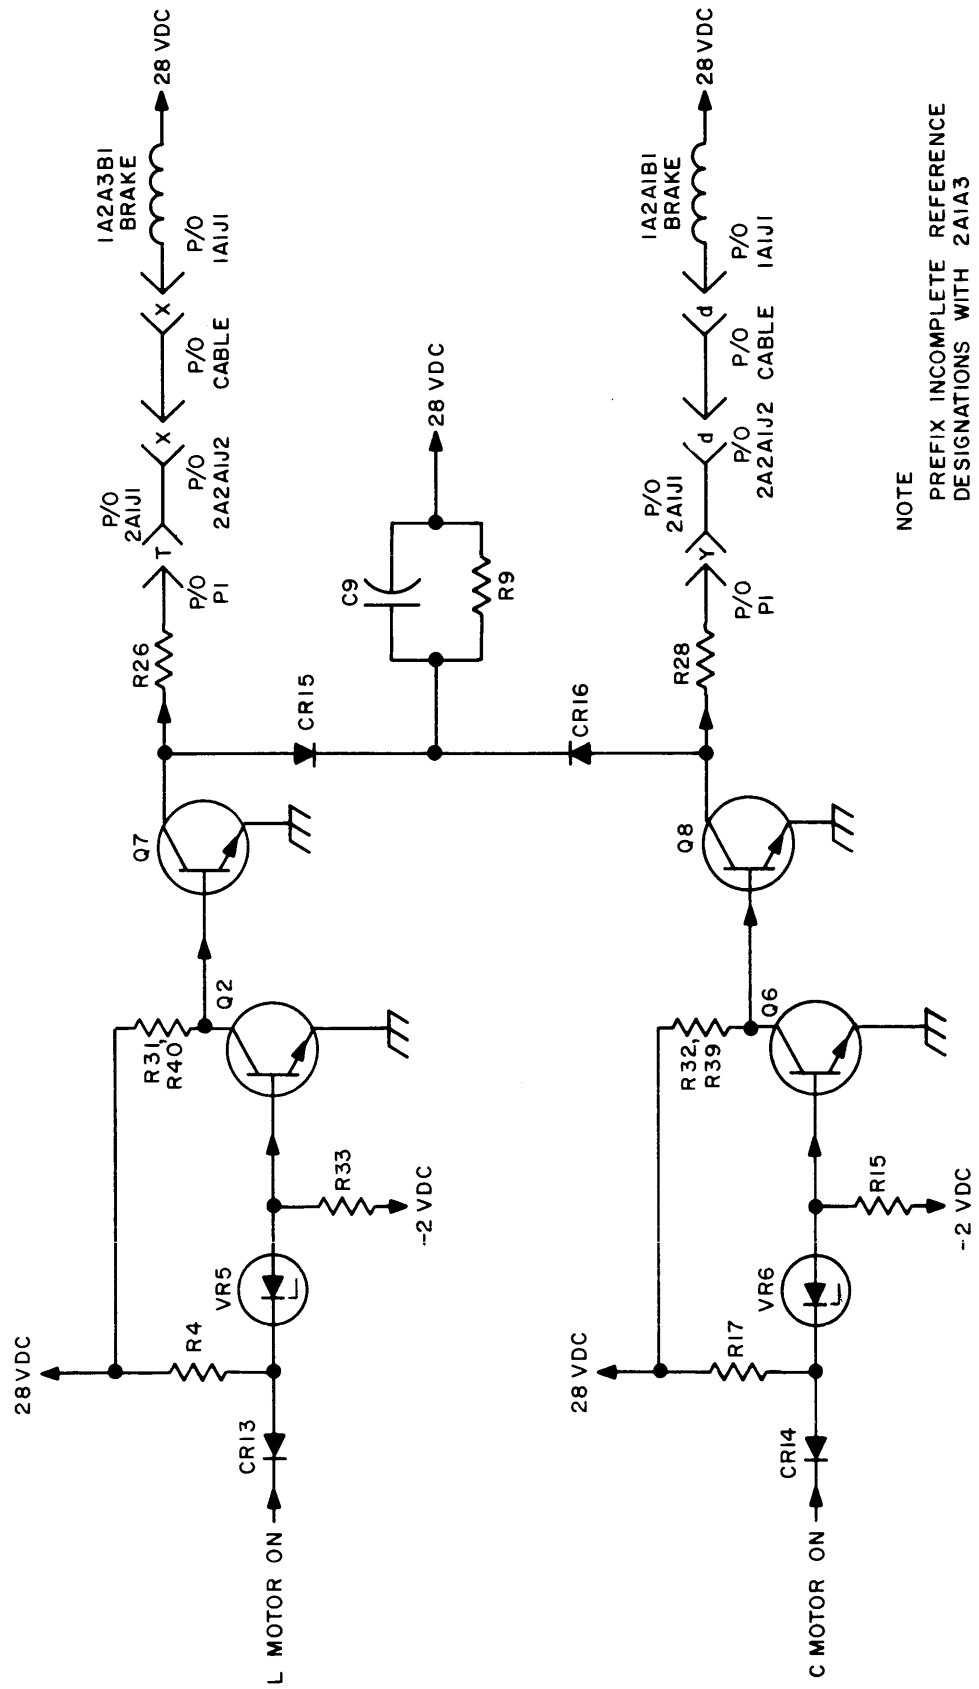 28 VDC
R4
CR13
L MOTOR ON
VR5
R33
-2 VDC
R31,
R40
Q2
Q7
R26
P/O
P1
T
P/O
2A1J1
X
P/O
2A2A1J2
P/O
CABLE
X
P/O
1A1J1
1A2A3B1
BRAKE
28 VDC
CR15
C9
R9
28 VDC
CR16
28 VDC
R17
CR14
C MOTOR ON
VR6
R15
-2 VDC
R32,
R39
Q6
Q8
R28
P/O
P1
Y
P/O
2A1J1
d
P/O
2A2A1J2
P/O
CABLE
d
P/O
1A1J1
1A2A1B1
BRAKE
28 VDC
NOTE
PREFIX INCOMPLETE REFERENCE
DESIGNATIONS WITH 2A1A3